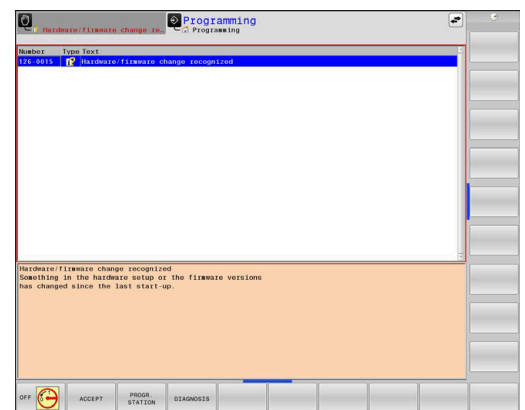 Hardware/firmware change re…
Programming
Programming
Number Type Text
126-0015 Hardware/firmware change recognized
Hardware/firmware change recognized
Something in the hardware setup or the firmware versions
has changed since the last start-up.
OFF
ACCEPT
PROGR.
STATION
DIAGNOSIS